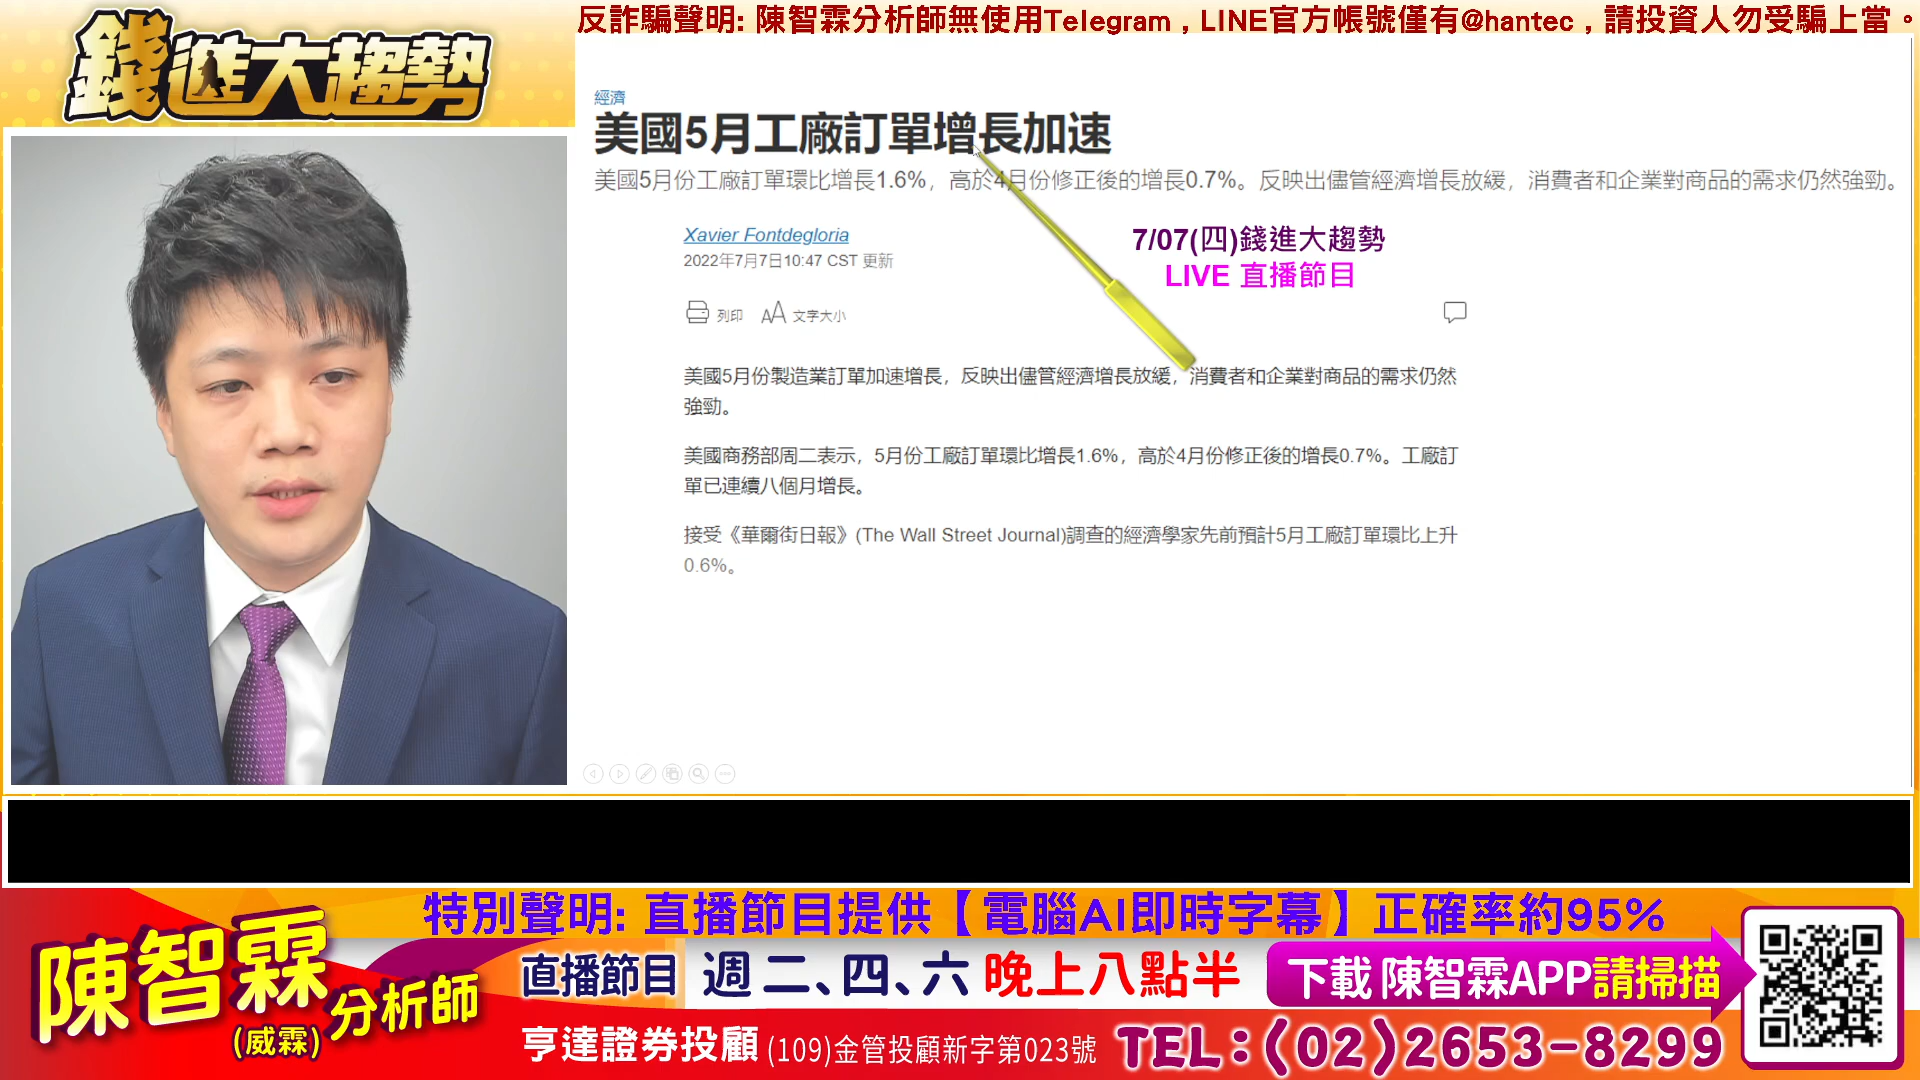 反詐騙聲明: 陳智霖分析師無使用Telegram , LINE官方帳號僅有@hantec , 請投資人勿受騙上當。
錢進大趨勢
經濟
美國5月工廠訂單增長加速
美國5月份工廠訂單環比增長1.6%，高於4月份修正後的增長0.7%。反映出儘管經濟增長放緩，消費者和企業對商品的需求仍然強勁。
Xavier Fontdegloria
2022年7月7日10:47 CST 更新
7/07(四)錢進大趨勢
LIVE 直播節目
列印 AA 文字大小
美國5月份製造業訂單加速增長，反映出儘管經濟增長放緩，消費者和企業對商品的需求仍然
強勁。
美國商務部周二表示，5月份工廠訂單環比增長1.6%，高於4月份修正後的增長0.7%。工廠訂
單已連續八個月增長。
接受《華爾街日報》(The Wall Street Journal)調查的經濟學家先前預計5月工廠訂單環比上升
0.6%。
特別聲明: 直播節目提供【電腦AI即時字幕】正確率約95%
陳智霖分析師
(威霖)
直播節目 週二、四、六 晚上八點半
下載 陳智霖APP請掃描
亨達證券投顧 (109)金管投顧新字第023號 TEL:(02)2653-8299